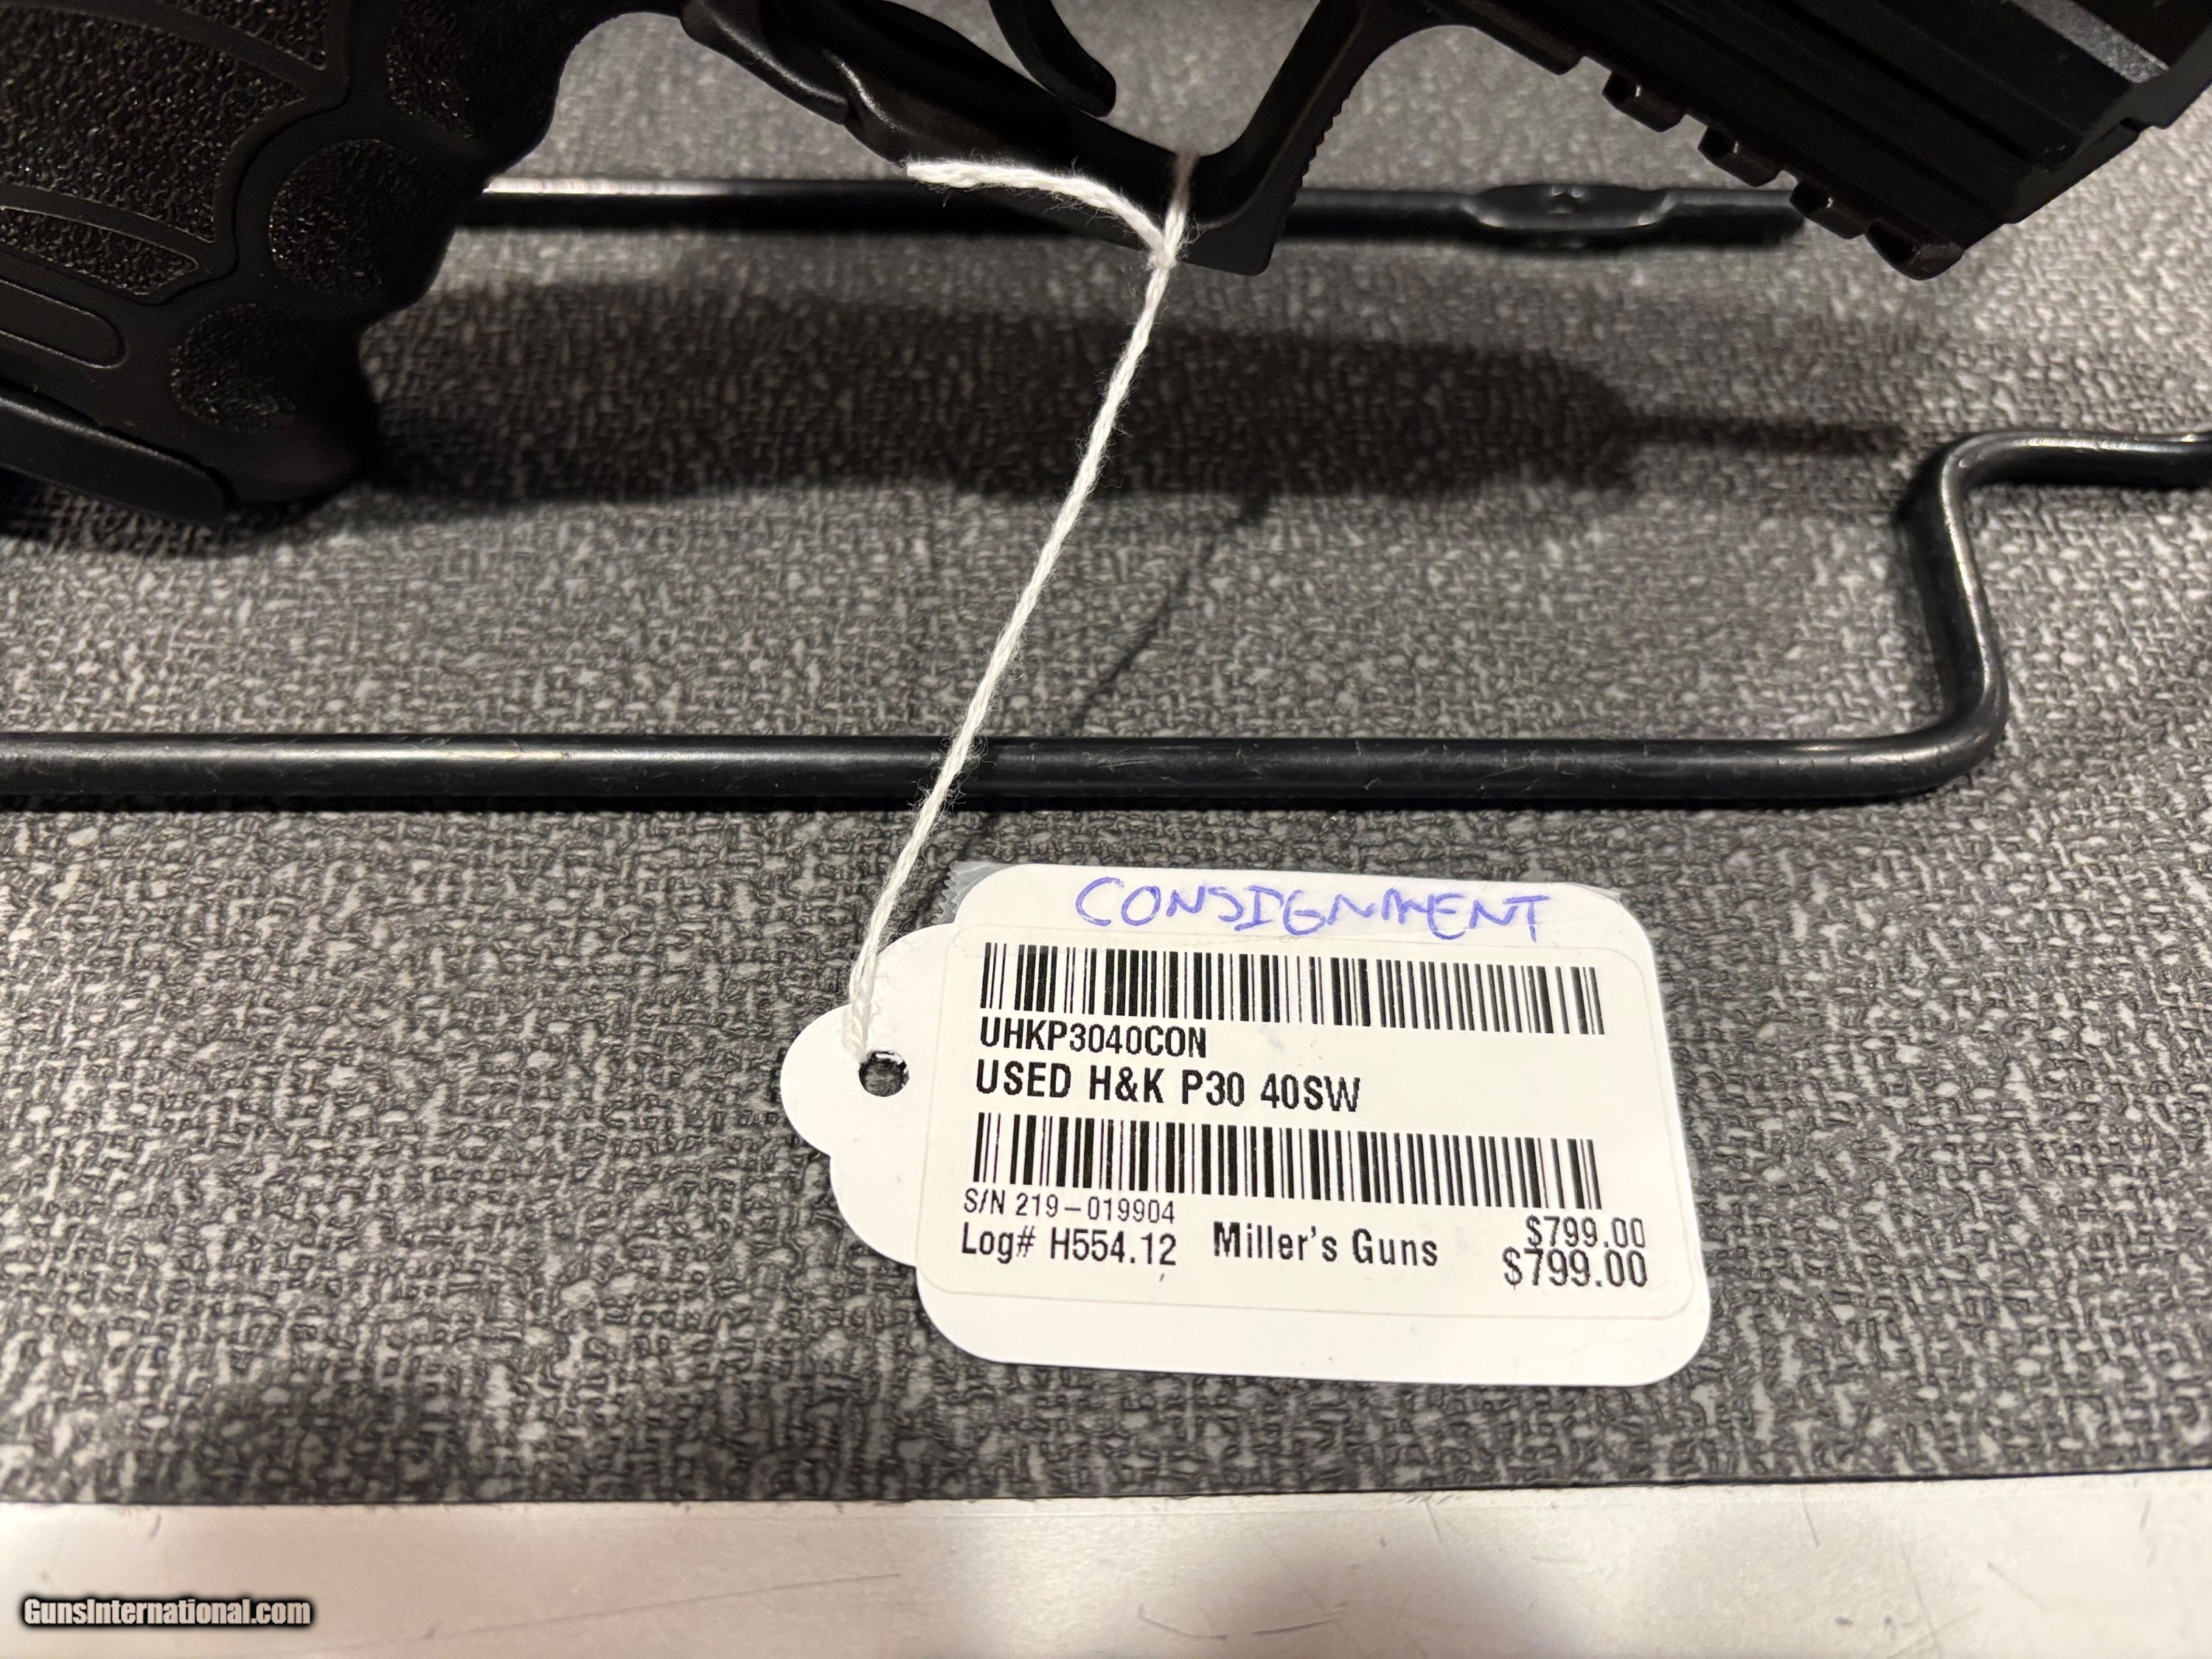 CONSIGNMENT
UHKP3040CON
USED H&K P30 40SW
S/N 219-019904
Log# H554.12 Miller's Guns $799.00
$799.00
GunsInternational.com